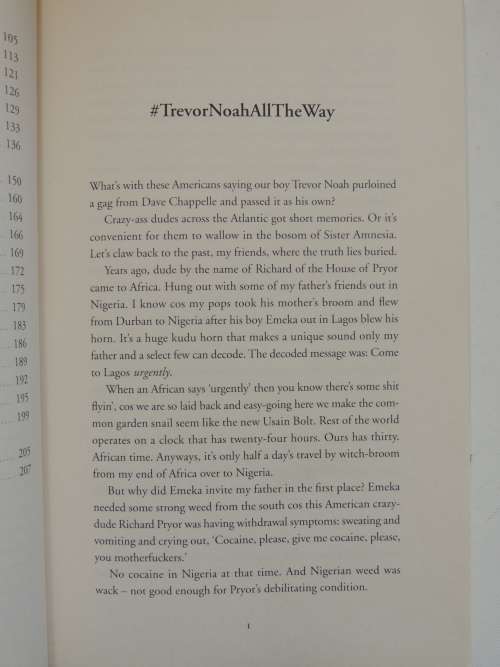 105
113
121
126
129
133
136
150
160
164
166
169
172
175
179
183
186
189
192
195
199
205
207
#TrevorNoahAllTheWay
What's with these Americans saying our boy Trevor Noah purloined
a gag from Dave Chappelle and passed it as his own?
Crazy-ass dudes across the Atlantic got short memories. Or it's
convenient for them to wallow in the bosom of Sister Amnesia.
Let's claw back to the past, my friends, where the truth lies buried.
Years ago, dude by the name of Richard of the House of Pryor
came to Africa. Hung out with some of my father's friends out in
Nigeria. I know cos my pops took his mother's broom and flew
from Durban to Nigeria after his boy Emeka out in Lagos blew his
horn. It's a huge kudu horn that makes a unique sound only my
father and a select few can decode. The decoded message was: Come
to Lagos urgently.
When an African says 'urgently' then you know there's some shit
flyin', cos we are so laid back and easy-going here we make the com-
mon garden snail seem like the new Usain Bolt. Rest of the world
operates on a clock that has twenty-four hours. Ours has thirty.
African time. Anyways, it's only half a day's travel by witch-broom
from my end of Africa over to Nigeria.
But why did Emeka invite my father in the first place? Emeka
needed some strong weed from the south cos this American crazy-
dude Richard Pryor was having withdrawal symptoms: sweating and
vomiting and crying out, 'Cocaine, please, give me cocaine, please,
you motherfuckers.'
No cocaine in Nigeria at that time. And Nigerian weed was
wack – not good enough for Pryor's debilitating condition.
1